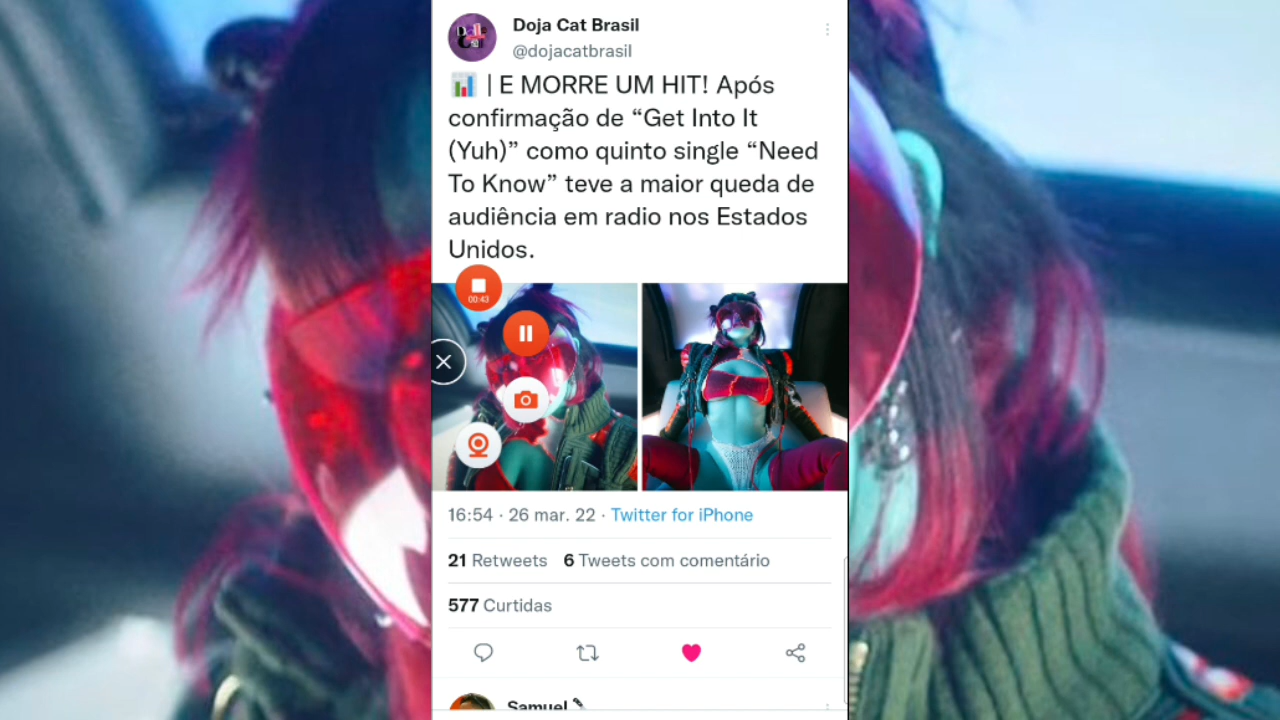 Doja Cat Brasil
@dojacatbrasil
| E MORRE UM HIT! Após
confirmação de “Get Into It
(Yuh)” como quinto single “Need
To Know” teve a maior queda de
audiência em radio nos Estados
Unidos.
00:43
16:54 · 26 mar. 22 · Twitter for iPhone
21 Retweets 6 Tweets com comentário
577 Curtidas
Samuel